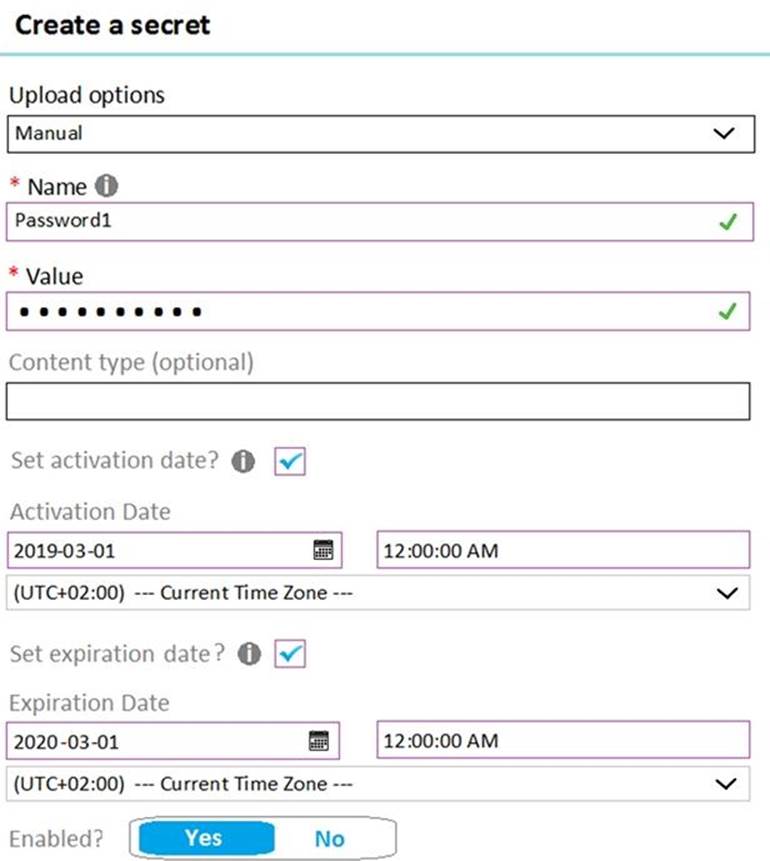 Create a secret
Upload options
Manual
* Name
Password1
* Value
••••••••••
Content type (optional)
Set activation date?
Activation Date
2019-03-01 12:00:00 AM
(UTC+02:00) --- Current Time Zone ---
Set expiration date?
Expiration Date
2020-03-01 12:00:00 AM
(UTC+02:00) --- Current Time Zone ---
Enabled? Yes No